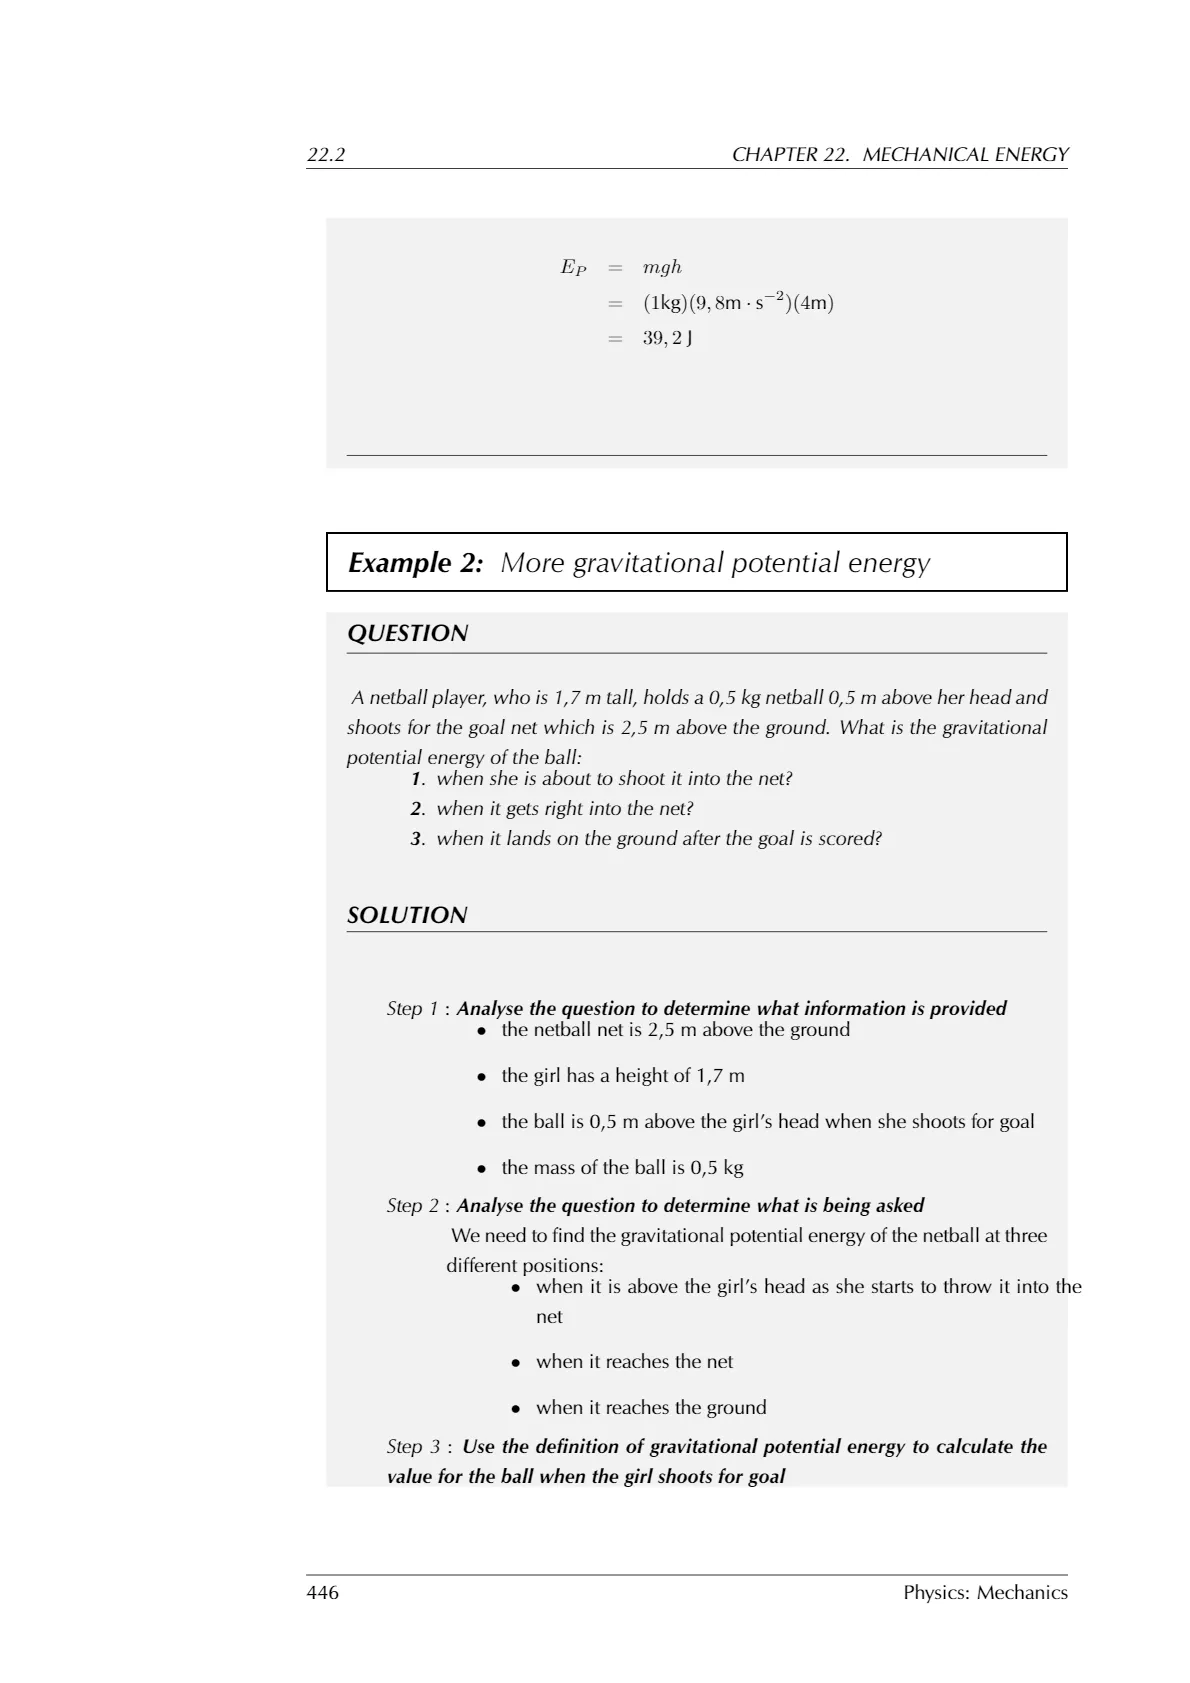 22.2 CHAPTER 22. MECHANICAL ENERGY
E_P = mgh
= (1kg)(9, 8m · s⁻²)(4m)
= 39, 2 J
Example 2: More gravitational potential energy
QUESTION
A netball player, who is 1,7 m tall, holds a 0,5 kg netball 0,5 m above her head and
shoots for the goal net which is 2,5 m above the ground. What is the gravitational
potential energy of the ball:
1. when she is about to shoot it into the net?
2. when it gets right into the net?
3. when it lands on the ground after the goal is scored?
SOLUTION
Step 1 : Analyse the question to determine what information is provided
• the netball net is 2,5 m above the ground
• the girl has a height of 1,7 m
• the ball is 0,5 m above the girl’s head when she shoots for goal
• the mass of the ball is 0,5 kg
Step 2 : Analyse the question to determine what is being asked
We need to find the gravitational potential energy of the netball at three
different positions:
• when it is above the girl’s head as she starts to throw it into the
net
• when it reaches the net
• when it reaches the ground
Step 3 : Use the definition of gravitational potential energy to calculate the
value for the ball when the girl shoots for goal
446 Physics: Mechanics